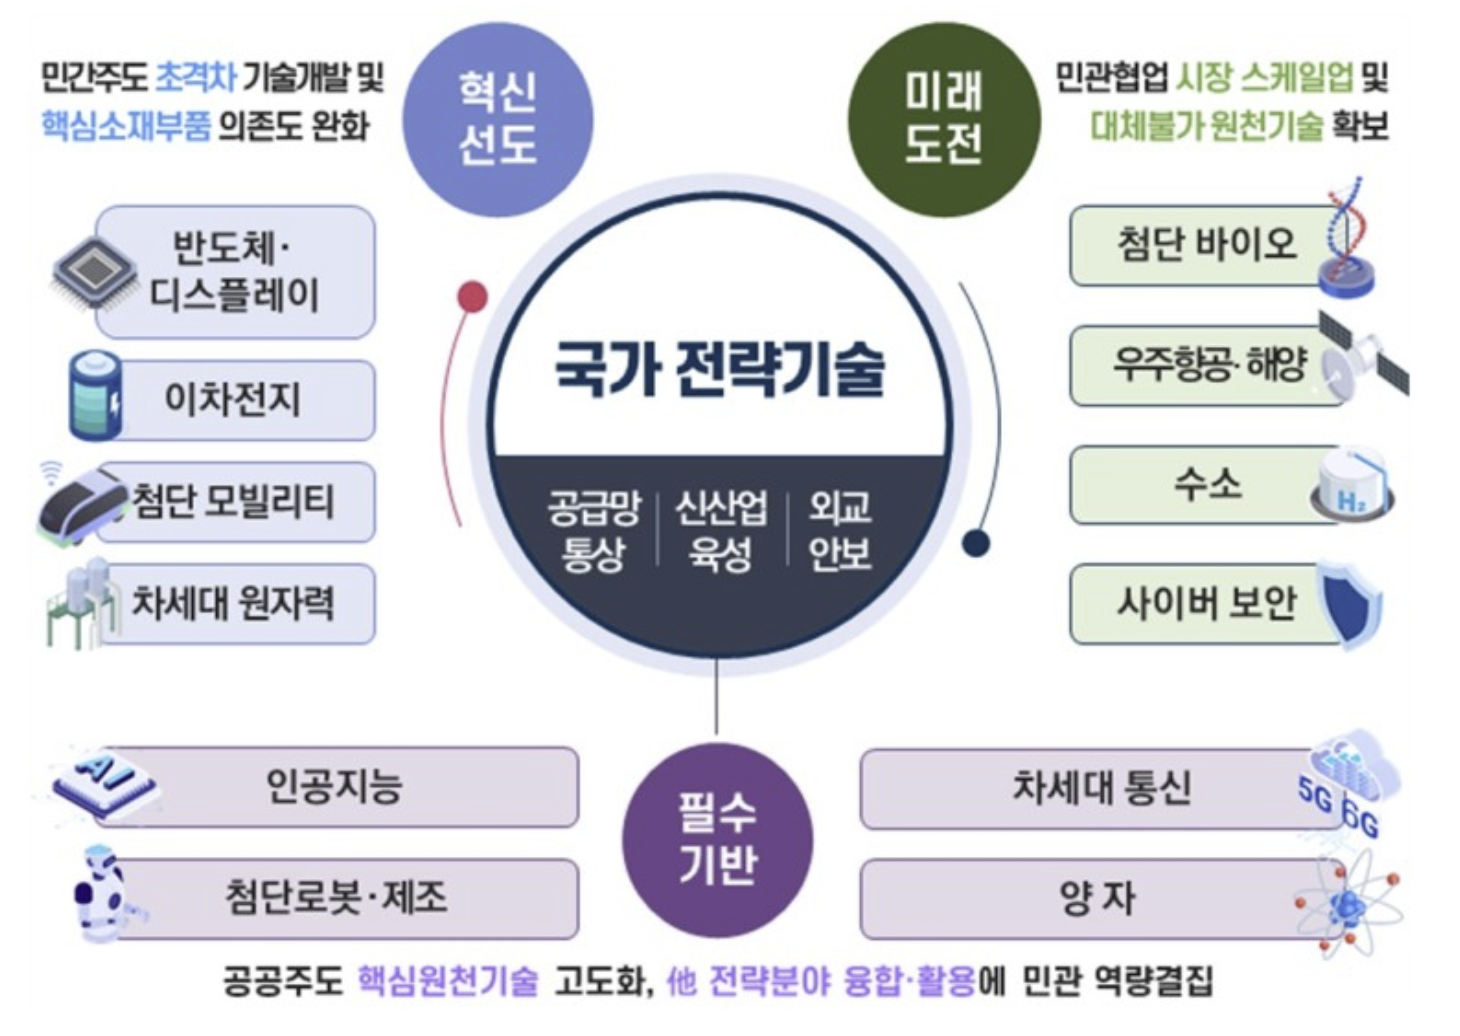 민간주도 초격차 기술개발 및
핵심소재부품 의존도 완화
혁신
선도
미래
도전
민관협업 시장 스케일업 및
대체불가 원천기술 확보
반도체·
디스플레이
이차전지
첨단 모빌리티
차세대 원자력
국가 전략기술
공급망
통상
신산업
육성
외교
안보
첨단 바이오
우주항공·해양
수소
H₂
사이버 보안
AI
인공지능
첨단로봇·제조
필수
기반
차세대 통신
5G 6G
양 자
공공주도 핵심원천기술 고도화, 他 전략분야 융합·활용에 민관 역량결집